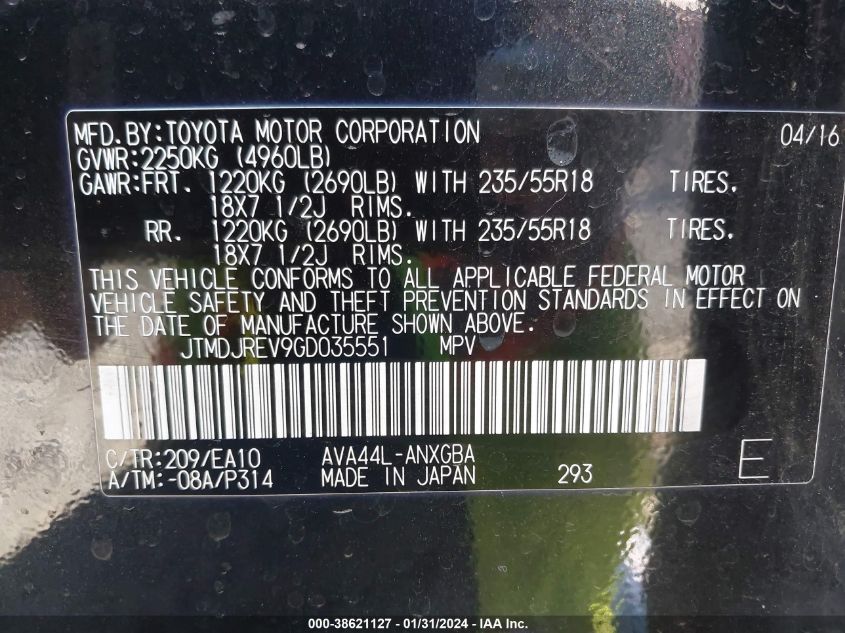 MFD.BY:TOYOTA MOTOR CORPORATION 04/16
GVWR:2250KG (4960LB)
GAWR:FRT. 1220KG (2690LB) WITH 235/55R18 TIRES,
18X7 1/2J RIMS.
RR. 1220KG (2690LB) WITH 235/55R18 TIRES,
18X7 1/2J RIMS.
THIS VEHICLE CONFORMS TO ALL APPLICABLE FEDERAL MOTOR
VEHICLE SAFETY AND THEFT PREVENTION STANDARDS IN EFFECT ON
THE DATE OF MANUFACTURE SHOWN ABOVE.
JTMDJREV9GD035551 MPV
C/TR:209/EA10 AVA44L-ANXGBA
A/TM:-08A/P314 MADE IN JAPAN 293 E
000-38621127 - 01/31/2024 - IAA Inc.